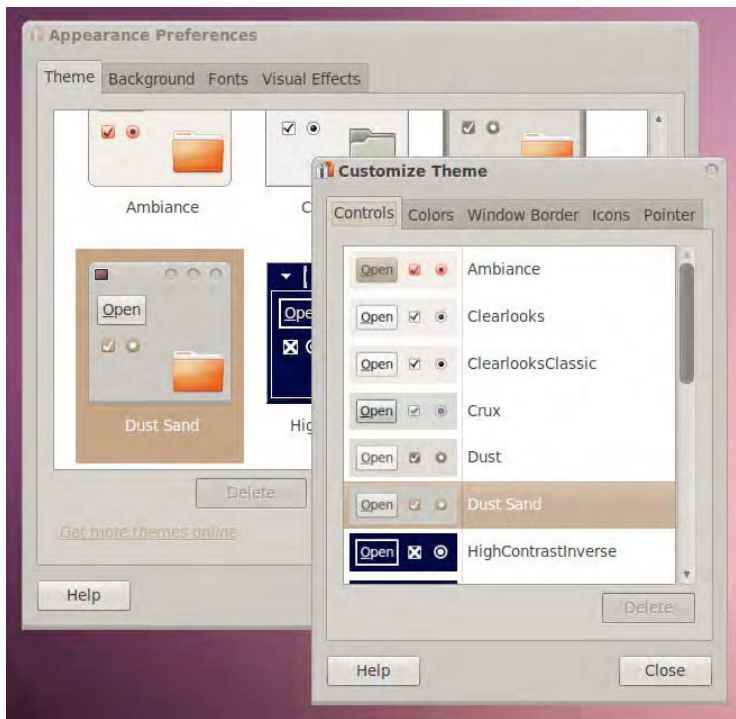 Appearance Preferences
Theme Background Fonts Visual Effects
Ambiance
C
Open
Dust Sand
Ope
Hig
Delete
Get more themes online
Help
Customize Theme
Controls Colors Window Border Icons Pointer
Open Ambiance
Open Clearlooks
Open ClearlooksClassic
Open Crux
Open Dust
Open Dust Sand
Open HighContrastInverse
Delete
Help Close